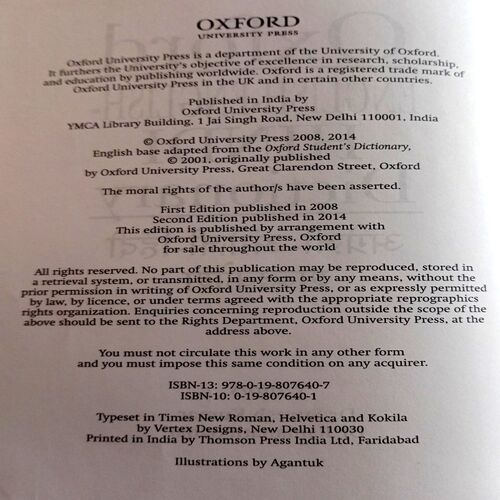 OXFORD
UNIVERSITY PRESS
Oxford University Press is a department of the University of Oxford.
It furthers the University's objective of excellence in research, scholarship,
and education by publishing worldwide. Oxford is a registered trade mark of
Oxford University Press in the UK and in certain other countries.
Published in India by
Oxford University Press
YMCA Library Building, 1 Jai Singh Road, New Delhi 110001, India
© Oxford University Press 2008, 2014
English base adapted from the Oxford Student's Dictionary,
© 2001, originally published
by Oxford University Press, Great Clarendon Street, Oxford
The moral rights of the author/s have been asserted.
First Edition published in 2008
Second Edition published in 2014
This edition is published by arrangement with
Oxford University Press, Oxford
for sale throughout the world
All rights reserved. No part of this publication may be reproduced, stored in
a retrieval system, or transmitted, in any form or by any means, without the
prior permission in writing of Oxford University Press, or as expressly permitted
by law, by licence, or under terms agreed with the appropriate reprographics
rights organization. Enquiries concerning reproduction outside the scope of the
above should be sent to the Rights Department, Oxford University Press, at the
address above.
You must not circulate this work in any other form
and you must impose this same condition on any acquirer.
ISBN-13: 978-0-19-807640-7
ISBN-10: 0-19-807640-1
Typeset in Times New Roman, Helvetica and Kokila
by Vertex Designs, New Delhi 110030
Printed in India by Thomson Press India Ltd, Faridabad
Illustrations by Agantuk